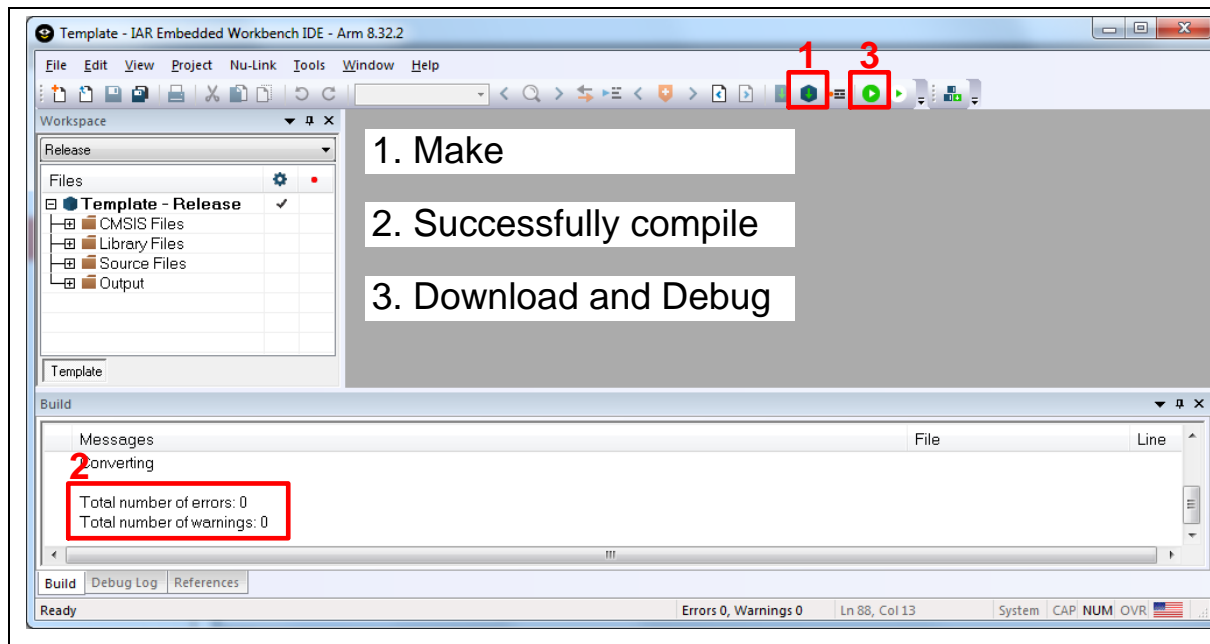 Template - IAR Embedded Workbench IDE - Arm 8.32.2
File Edit View Project Nu-Link Tools Window Help
1 3
Workspace
Release
Files
Template - Release
CMSIS Files
Library Files
Source Files
Output
Template
1. Make
2. Successfully compile
3. Download and Debug
Build
Messages File Line
Converting
2
Total number of errors: 0
Total number of warnings: 0
Build Debug Log References
Ready Errors 0, Warnings 0 Ln 88, Col 13 System CAP NUM OVR